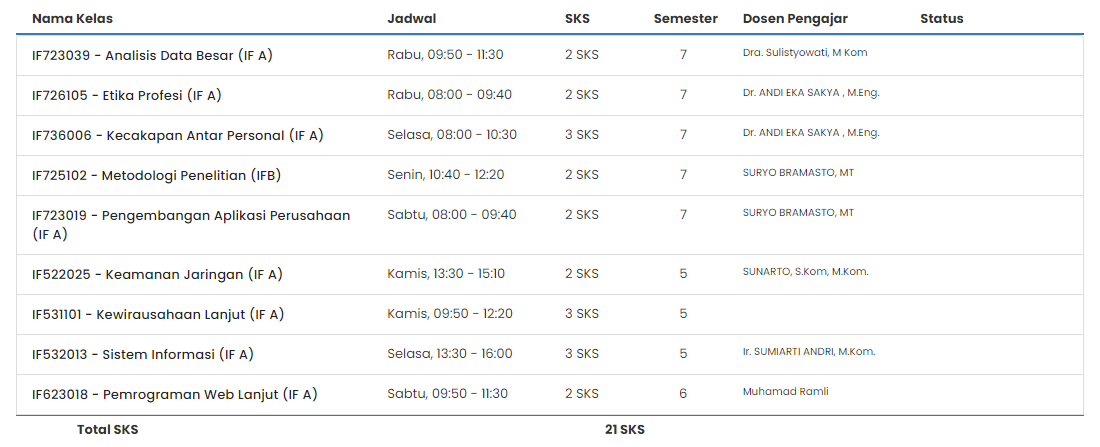 Nama Kelas Jadwal SKS Semester Dosen Pengajar Status
IF723039 - Analisis Data Besar (IF A) Rabu, 09:50 - 11:30 2 SKS 7 Dra. Sulistyowati, M Kom
IF726105 - Etika Profesi (IF A) Rabu, 08:00 - 09:40 2 SKS 7 Dr. ANDI EKA SAKYA , M.Eng.
IF736006 - Kecakapan Antar Personal (IF A) Selasa, 08:00 - 10:30 3 SKS 7 Dr. ANDI EKA SAKYA , M.Eng.
IF725102 - Metodologi Penelitian (IFB) Senin, 10:40 - 12:20 2 SKS 7 SURYO BRAMASTO, MT
IF723019 - Pengembangan Aplikasi Perusahaan Sabtu, 08:00 - 09:40 2 SKS 7 SURYO BRAMASTO, MT
(IF A)
IF522025 - Keamanan Jaringan (IF A) Kamis, 13:30 - 15:10 2 SKS 5 SUNARTO, S.Kom, M.Kom.
IF531101 - Kewirausahaan Lanjut (IF A) Kamis, 09:50 - 12:20 3 SKS 5
IF532013 - Sistem Informasi (IF A) Selasa, 13:30 - 16:00 3 SKS 5 Ir. SUMIARTI ANDRI, M.Kom.
IF623018 - Pemrograman Web Lanjut (IF A) Sabtu, 09:50 - 11:30 2 SKS 6 Muhamad Ramli
Total SKS 21 SKS